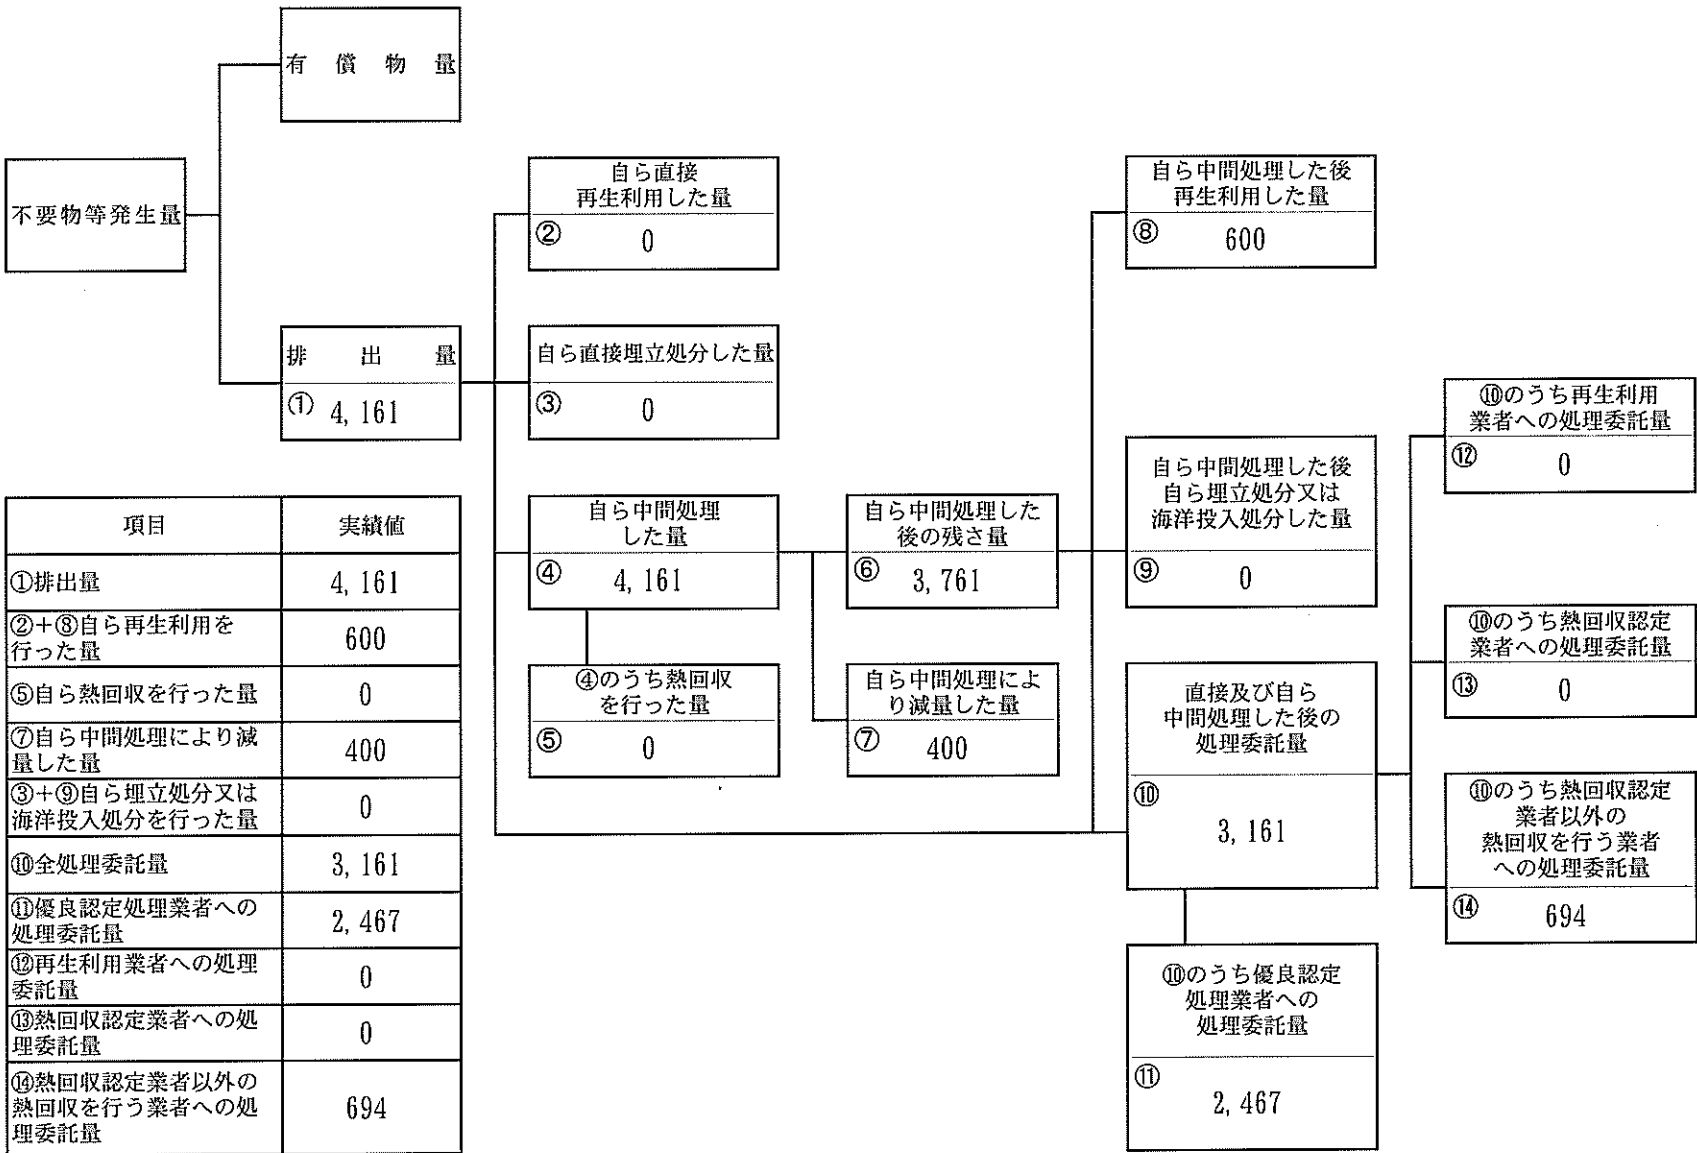 有償物量
不要物等発生量
排出量
① 4,161
自ら直接
再生利用した量
② 0
自ら直接埋立処分した量
③ 0
自ら中間処理
した量
④ 4,161
④のうち熱回収
を行った量
⑤ 0
自ら中間処理した
後の残さ量
⑥ 3,761
自ら中間処理によ
り減量した量
⑦ 400
自ら中間処理した後
再生利用した量
⑧ 600
自ら中間処理した後
自ら埋立処分又は
海洋投入処分した量
⑨ 0
直接及び自ら
中間処理した後の
処理委託量
⑩
3,161
⑩のうち優良認定
処理業者への
処理委託量
⑪
2,467
⑩のうち再生利用
業者への処理委託量
⑫ 0
⑩のうち熱回収認定
業者への処理委託量
⑬ 0
⑩のうち熱回収認定
業者以外の
熱回収を行う業者
への処理委託量
⑭ 694
項目 実績値
①排出量 4,161
②+⑧自ら再生利用を
行った量 600
⑤自ら熱回収を行った量 0
⑦自ら中間処理により減
量した量 400
③+⑨自ら埋立処分又は
海洋投入処分を行った量 0
⑩全処理委託量 3,161
⑪優良認定処理業者への
処理委託量 2,467
⑫再生利用業者への処理
委託量 0
⑬熱回収認定業者への処
理委託量 0
⑭熱回収認定業者以外の
熱回収を行う業者への処
理委託量 694